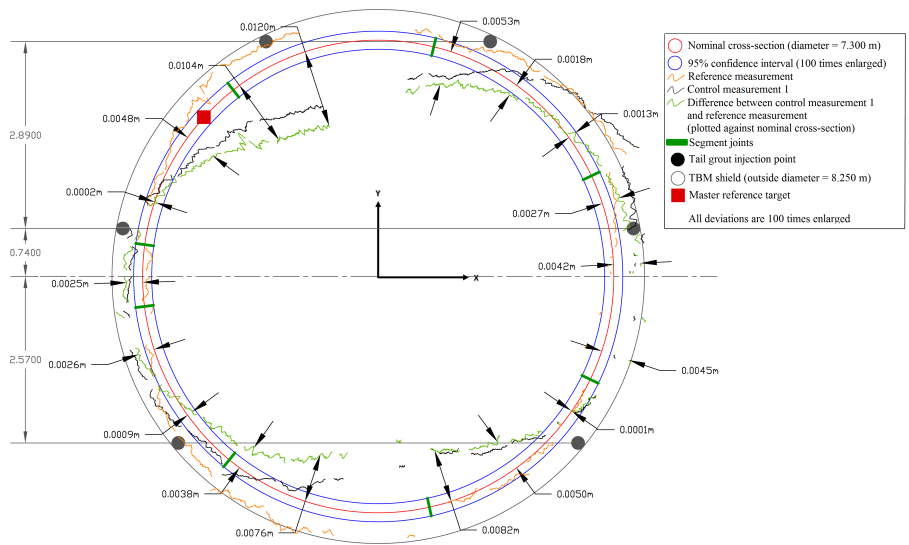 0.0120m
0.0053m
0.0104m
0.0018m
0.0048m
0.0013m
2.8900
0.0002m
Y
0.0027m
0.7400
0.0042m
X
0.0025m
2.5700
0.0026m
0.0045m
0.0009m
0.0001m
0.0038m
0.0050m
0.0076m
0.0082m
Nominal cross-section (diameter = 7.300 m)
95% confidence interval (100 times enlarged)
Reference measurement
Control measurement 1
Difference between control measurement 1
and reference measurement
(plotted against nominal cross-section)
Segment joints
Tail grout injection point
TBM shield (outside diameter = 8.250 m)
Master reference target
All deviations are 100 times enlarged